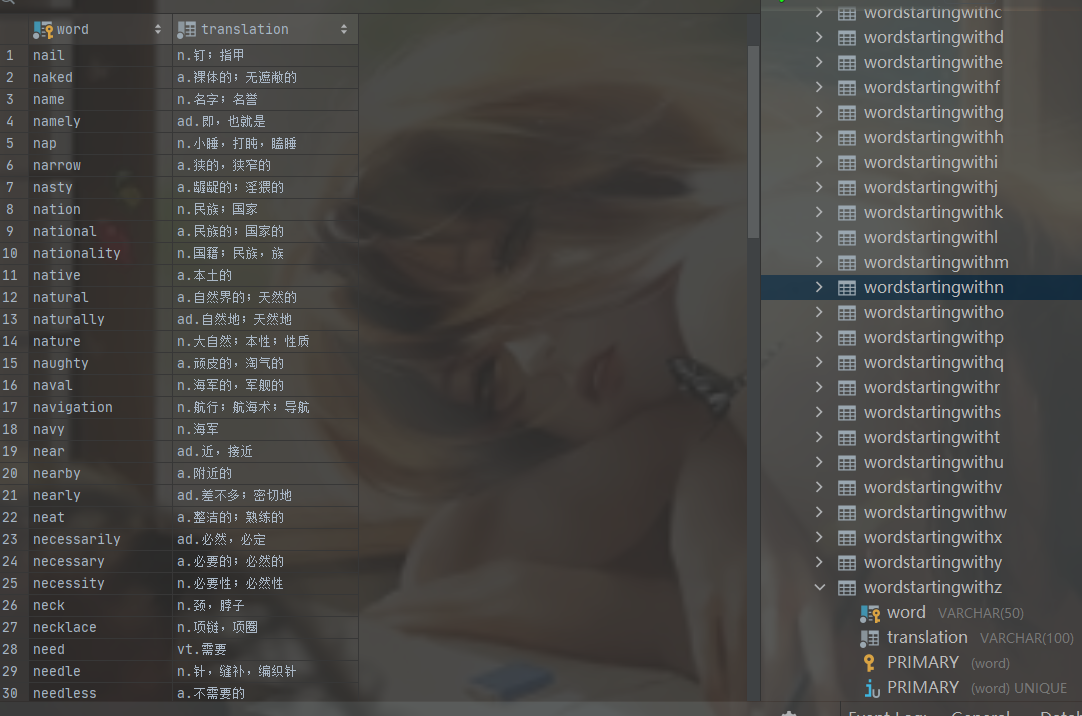 word translation
1 nail n.钉；指甲
2 naked a.裸体的；无遮敝的
3 name n.名字；名誉
4 namely ad.即，也就是
5 nap n.小睡，打盹，瞌睡
6 narrow a.狭的，狭窄的
7 nasty a.龌龊的；淫猥的
8 nation n.民族；国家
9 national a.民族的；国家的
10 nationality n.国籍；民族，族
11 native a.本土的
12 natural a.自然界的；天然的
13 naturally ad.自然地；天然地
14 nature n.大自然；本性；性质
15 naughty a.顽皮的，淘气的
16 naval n.海军的，军舰的
17 navigation n.航行；航海术；导航
18 navy n.海军
19 near ad.近，接近
20 nearby a.附近的
21 nearly ad.差不多；密切地
22 neat a.整洁的；熟练的
23 necessarily ad.必然，必定
24 necessary a.必要的；必然的
25 necessity n.必要性；必然性
26 neck n.颈，脖子
27 necklace n.项链，项圈
28 need vt.需要
29 needle n.针，缝补，编织针
30 needless a.不需要的
wordstartingwithc
wordstartingwithd
wordstartingwithe
wordstartingwithf
wordstartingwithg
wordstartingwithh
wordstartingwithi
wordstartingwithj
wordstartingwithk
wordstartingwithl
wordstartingwithm
wordstartingwithn
wordstartingwitho
wordstartingwithp
wordstartingwithq
wordstartingwithr
wordstartingwiths
wordstartingwitht
wordstartingwithu
wordstartingwithv
wordstartingwithw
wordstartingwithx
wordstartingwithy
wordstartingwithz
word VARCHAR(50)
translation VARCHAR(100)
PRIMARY (word)
PRIMARY (word) UNIQUE